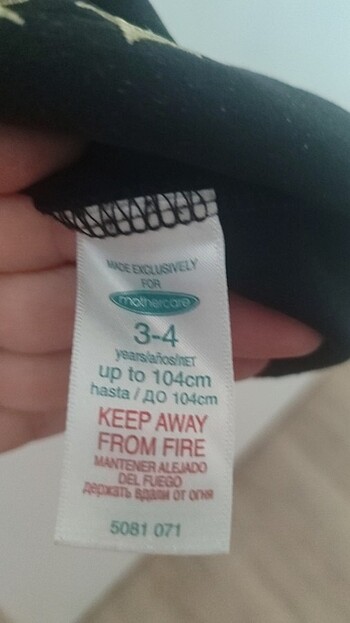 MADE EXCLUSIVELY
FOR
mothercare
3-4
years/años/ЛЕТ
up to 104cm
hasta / ДО 104cm
KEEP AWAY
FROM FIRE
MANTENER ALEJADO
DEL FUEGO
держать вдали от огня
5081 071